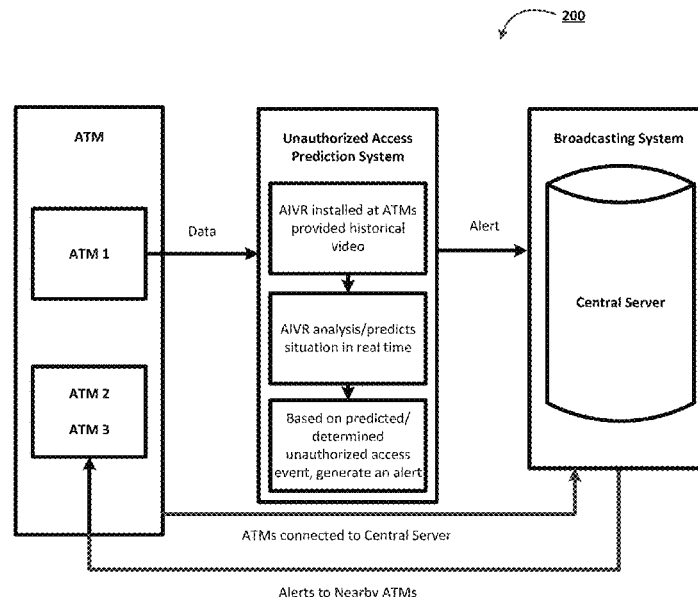 200
ATM
ATM 1
ATM 2
ATM 3
Data
Unauthorized Access
Prediction System
AIVR installed at ATMs
provided historical
video
AIVR analysis/predicts
situation in real time
Based on predicted/
determined
unauthorized access
event, generate an alert
Alert
Broadcasting System
Central Server
ATMs connected to Central Server
Alerts to Nearby ATMs